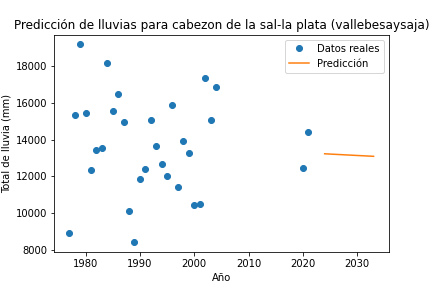 Predicción de lluvias para cabezon de la sal-la plata (vallebesaysaja)
Datos reales
Predicción
Total de lluvia (mm)
18000
16000
14000
12000
10000
8000
1980
1990
2000
2010
2020
2030
Año